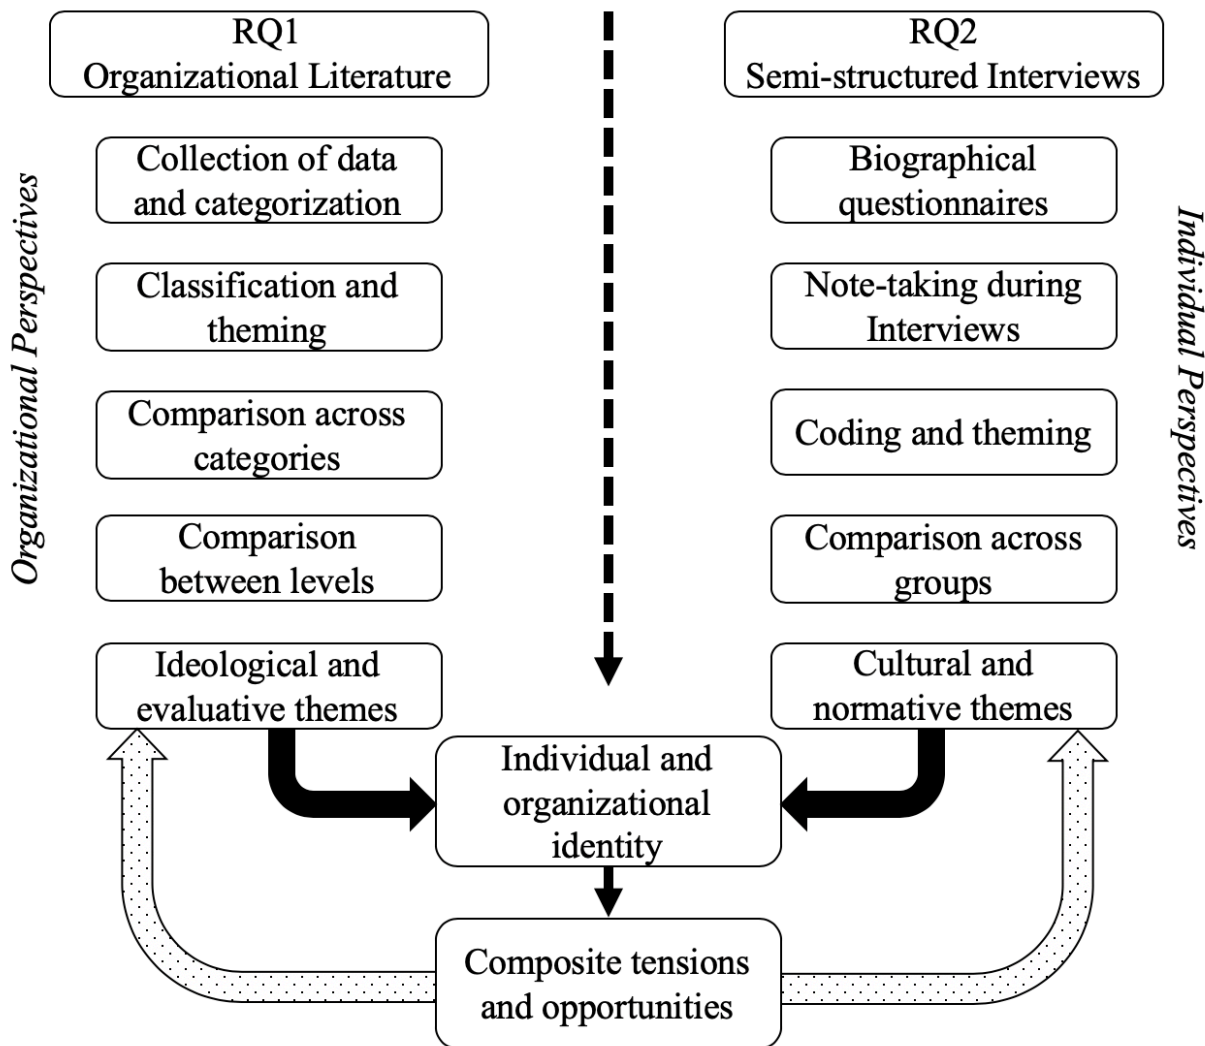 RQ1
Organizational Literature
Collection of data
and categorization
Classification and
theming
Comparison across
categories
Comparison
between levels
Ideological and
evaluative themes
Organizational Perspectives
RQ2
Semi-structured Interviews
Biographical
questionnaires
Note-taking during
Interviews
Coding and theming
Comparison across
groups
Cultural and
normative themes
Individual Perspectives
Individual and
organizational
identity
Composite tensions
and opportunities